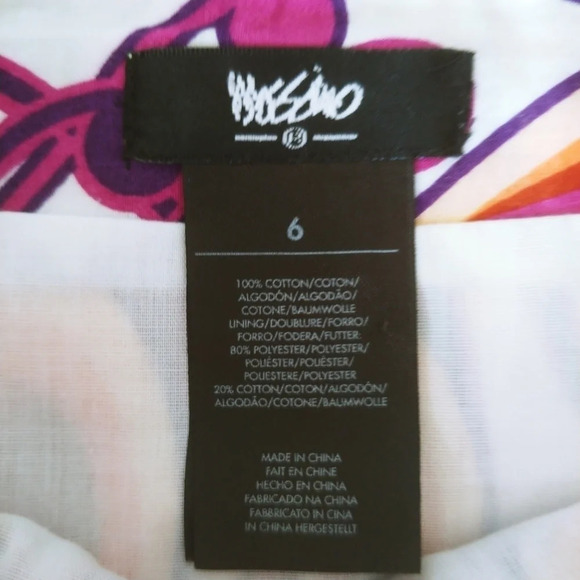 Mossimo
6
100% COTTON/COTON/
ALGODÓN/ALGODÃO/
COTONE/BAUMWOLLE
LINING/DOUBLURE/FORRO/
FORRO/FODERA/FUTTER:
80% POLYESTER/POLYESTER/
POLIÉSTER/POLIÉSTER/
POLIESTERE/POLYESTER
20% COTTON/COTON/ALGODÓN/
ALGODÃO/COTONE/BAUMWOLLE
MADE IN CHINA
FAIT EN CHINE
HECHO EN CHINA
FABRICADO NA CHINA
FABBRICATO IN CINA
IN CHINA HERGESTELLT